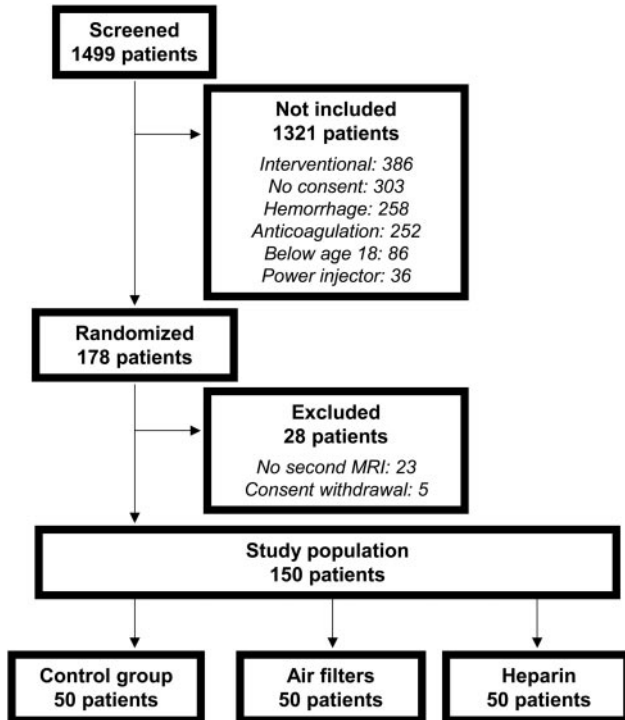 Screened
1499 patients
Not included
1321 patients
Interventional: 386
No consent: 303
Hemorrhage: 258
Anticoagulation: 252
Below age 18: 86
Power injector: 36
Randomized
178 patients
Excluded
28 patients
No second MRI: 23
Consent withdrawal: 5
Study population
150 patients
Control group
50 patients
Air filters
50 patients
Heparin
50 patients